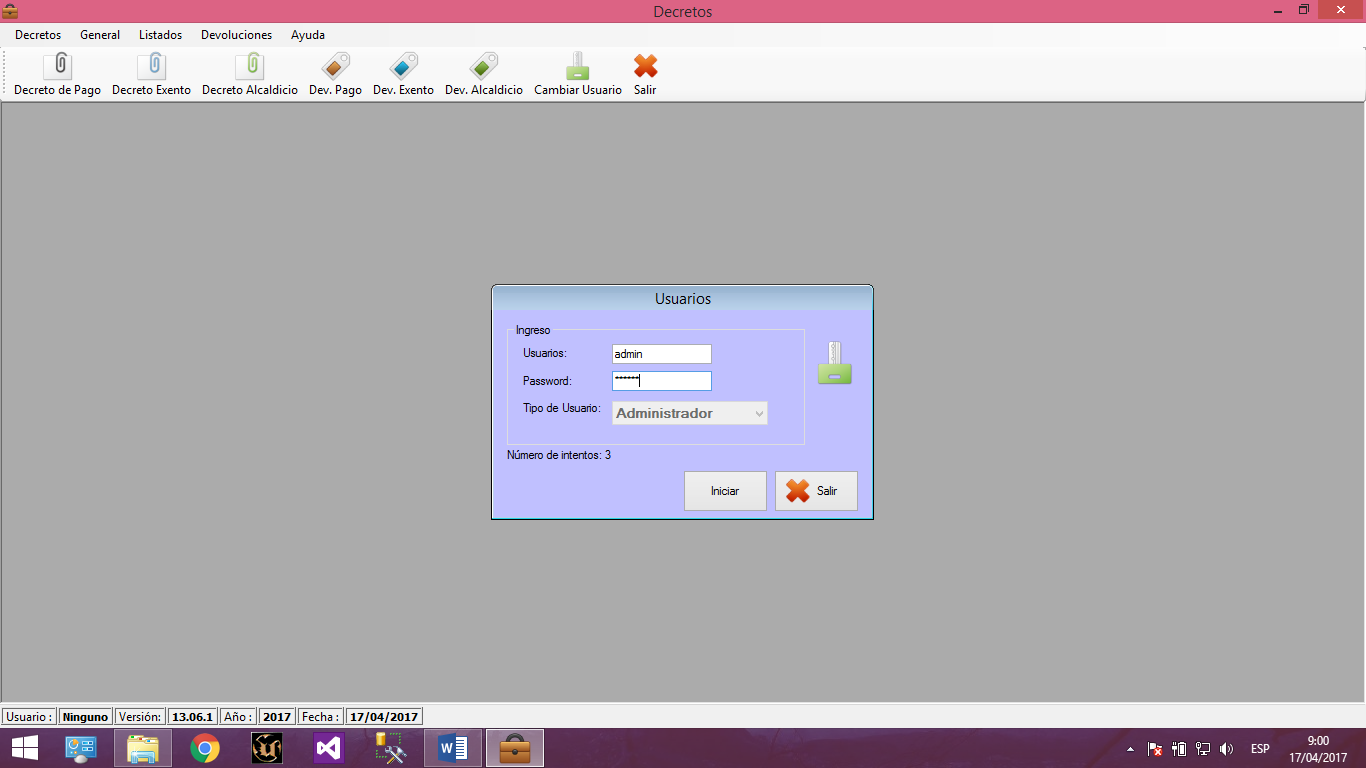 Decretos
Decretos General Listados Devoluciones Ayuda
Decreto de Pago Decreto Exento Decreto Alcaldicio Dev. Pago Dev. Exento Dev. Alcaldicio Cambiar Usuario Salir
Usuarios
Ingreso
Usuarios: admin
Password: ******
Tipo de Usuario: Administrador
Número de intentos: 3
Iniciar Salir
Usuario : Ninguno Versión: 13.06.1 Año : 2017 Fecha : 17/04/2017
ESP 9:00
17/04/2017